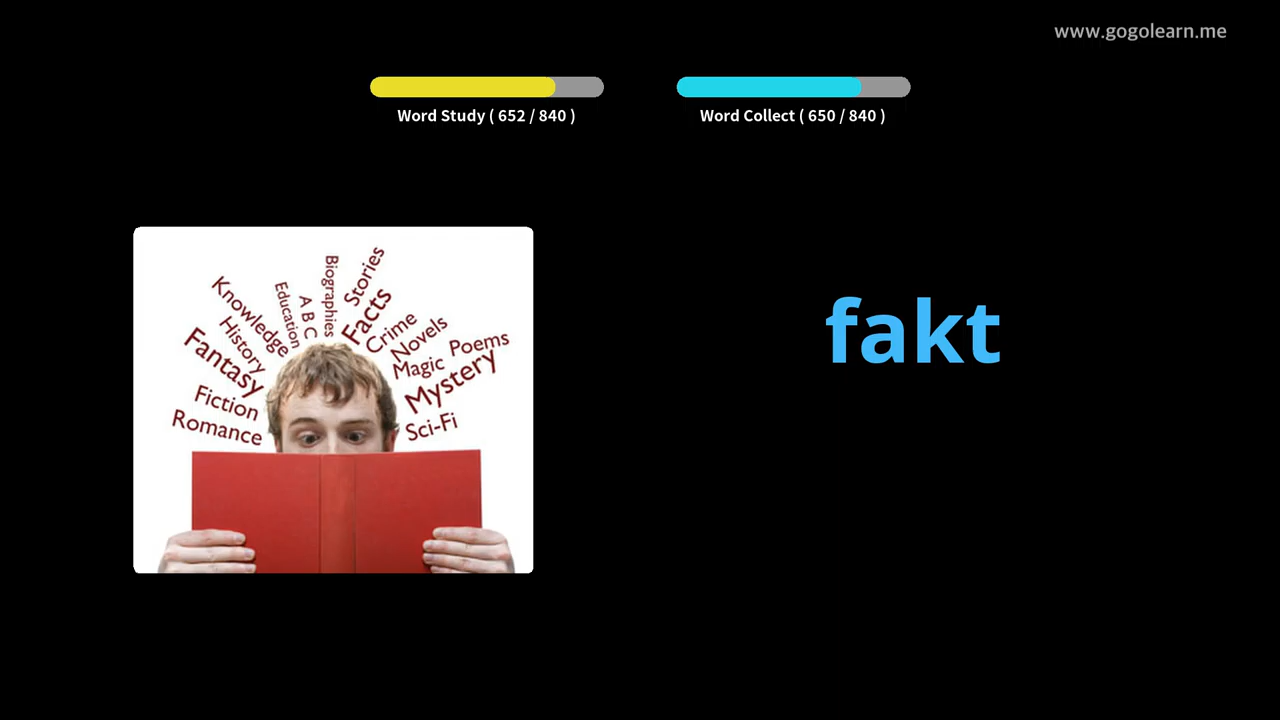 www.gogolearn.me
Word Study ( 652 / 840 )
Word Collect ( 650 / 840 )
fakt
Biographies
Stories
Education
A B C
Facts
Knowledge
Crime
History
Novels
Fantasy
Poems
Magic
Mystery
Fiction
Romance
Sci-Fi